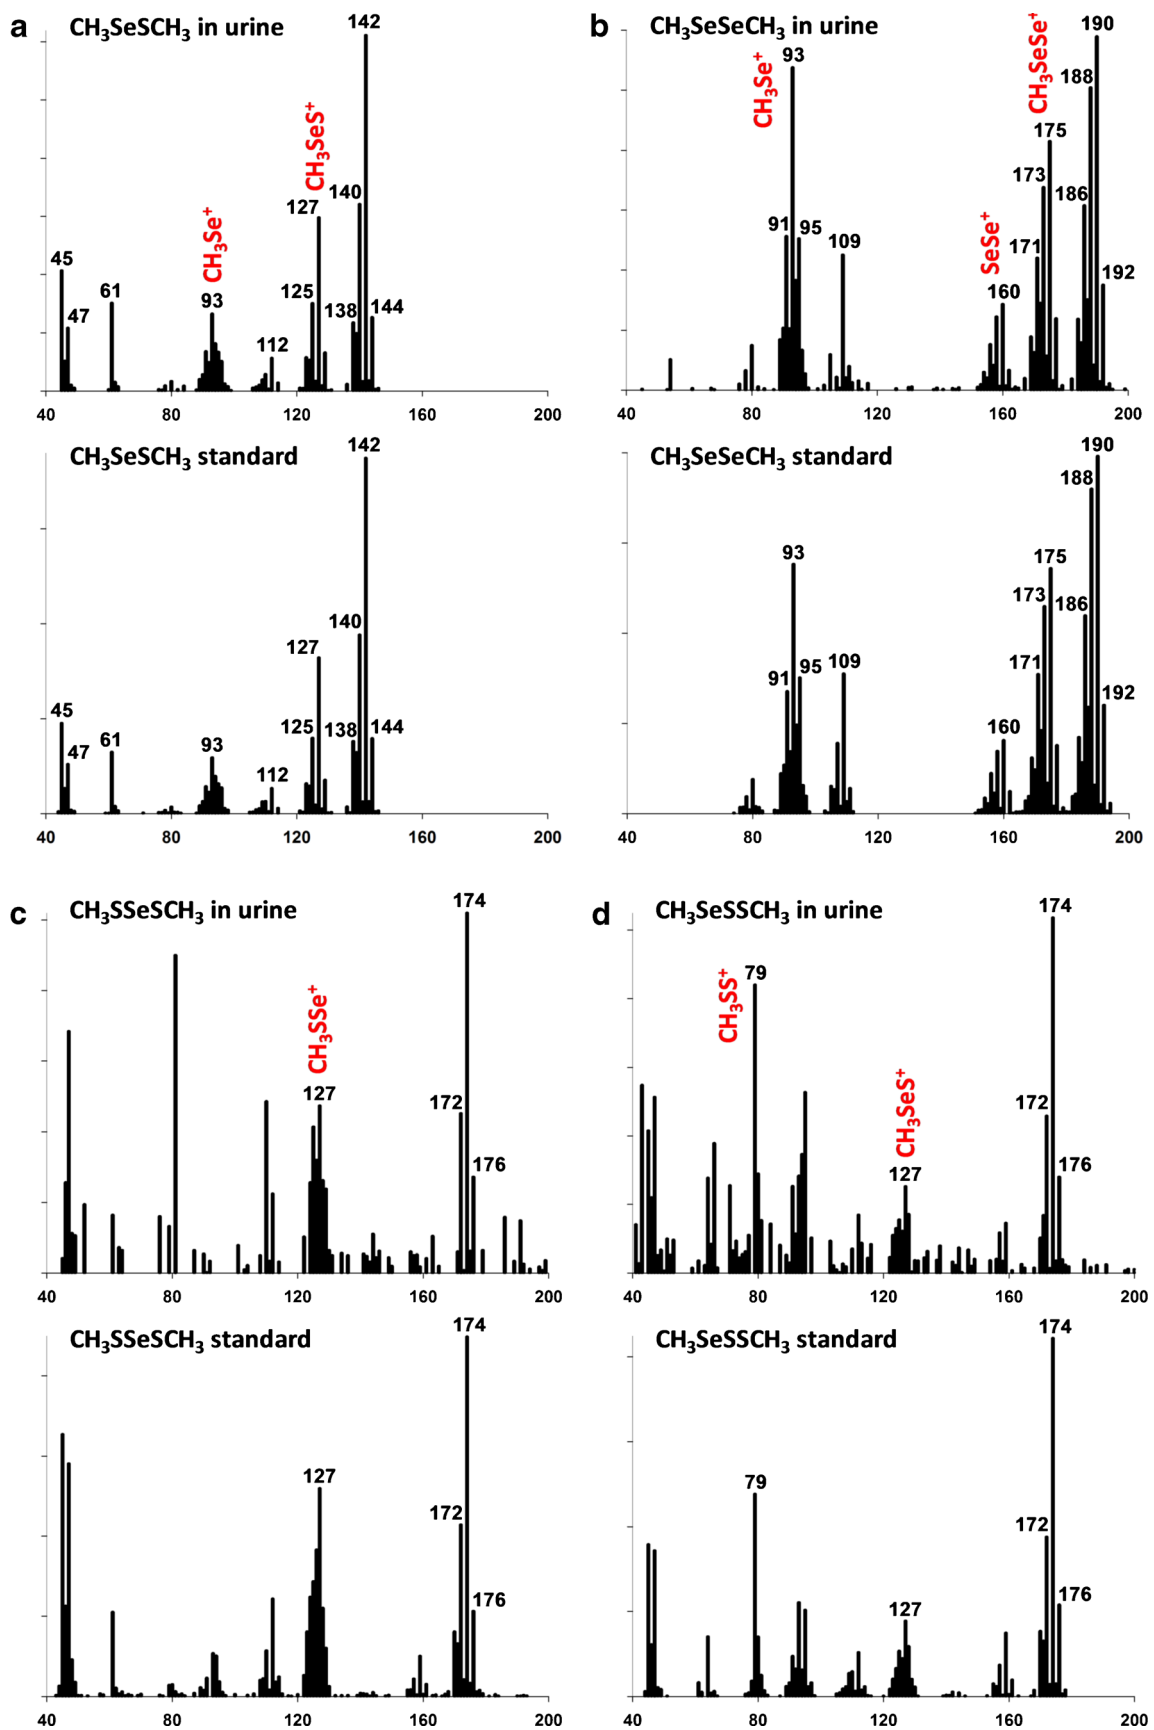 a
CH₃SeSCH₃ in urine
142
CH₃SeS⁺
140
127
CH₃Se⁺
45
61
47
93
125
138
144
112
40 80 120 160 200
CH₃SeSCH₃ standard
142
140
127
45
47
61
93
125
138
144
112
40 80 120 160 200
b
CH₃SeSeCH₃ in urine
190
CH₃Se⁺
93
CH₃SeSe⁺
188
175
173
186
SeSe⁺
91
95
109
171
160
192
40 80 120 160 200
CH₃SeSeCH₃ standard
190
188
93
175
173
186
91
95
109
171
160
192
40 80 120 160 200
c
CH₃SSeSCH₃ in urine
174
CH₃SSe⁺
127
172
176
40 80 120 160 200
CH₃SSeSCH₃ standard
174
127
172
176
40 80 120 160 200
d
CH₃SeSSCH₃ in urine
174
CH₃SS⁺
79
CH₃SeS⁺
127
172
176
40 80 120 160 200
CH₃SeSSCH₃ standard
174
79
172
127
176
40 80 120 160 200